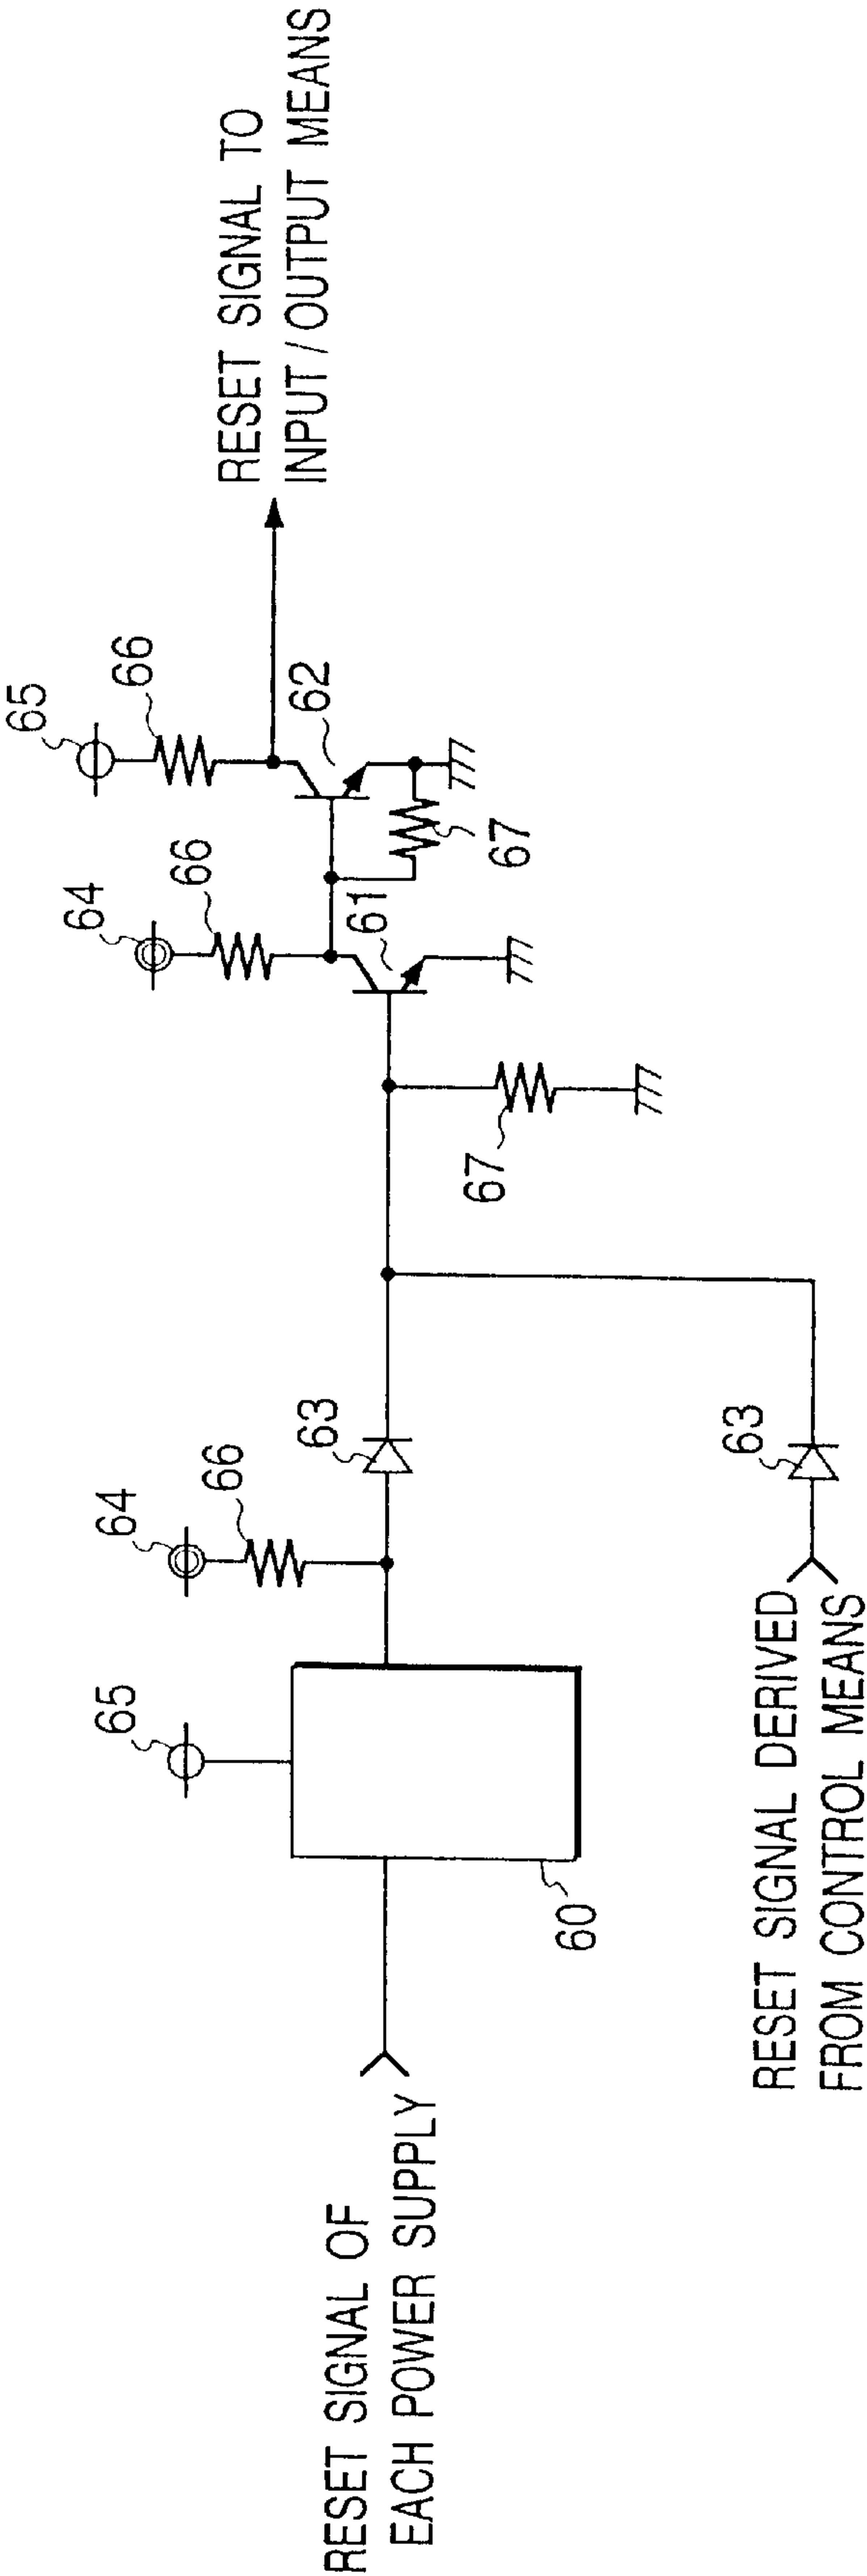 RESET SIGNAL OF
EACH POWER SUPPLY
60
65
64
66
63
RESET SIGNAL DERIVED
FROM CONTROL MEANS
63
67
64
66
61
67
65
66
62
RESET SIGNAL TO
INPUT/OUTPUT MEANS